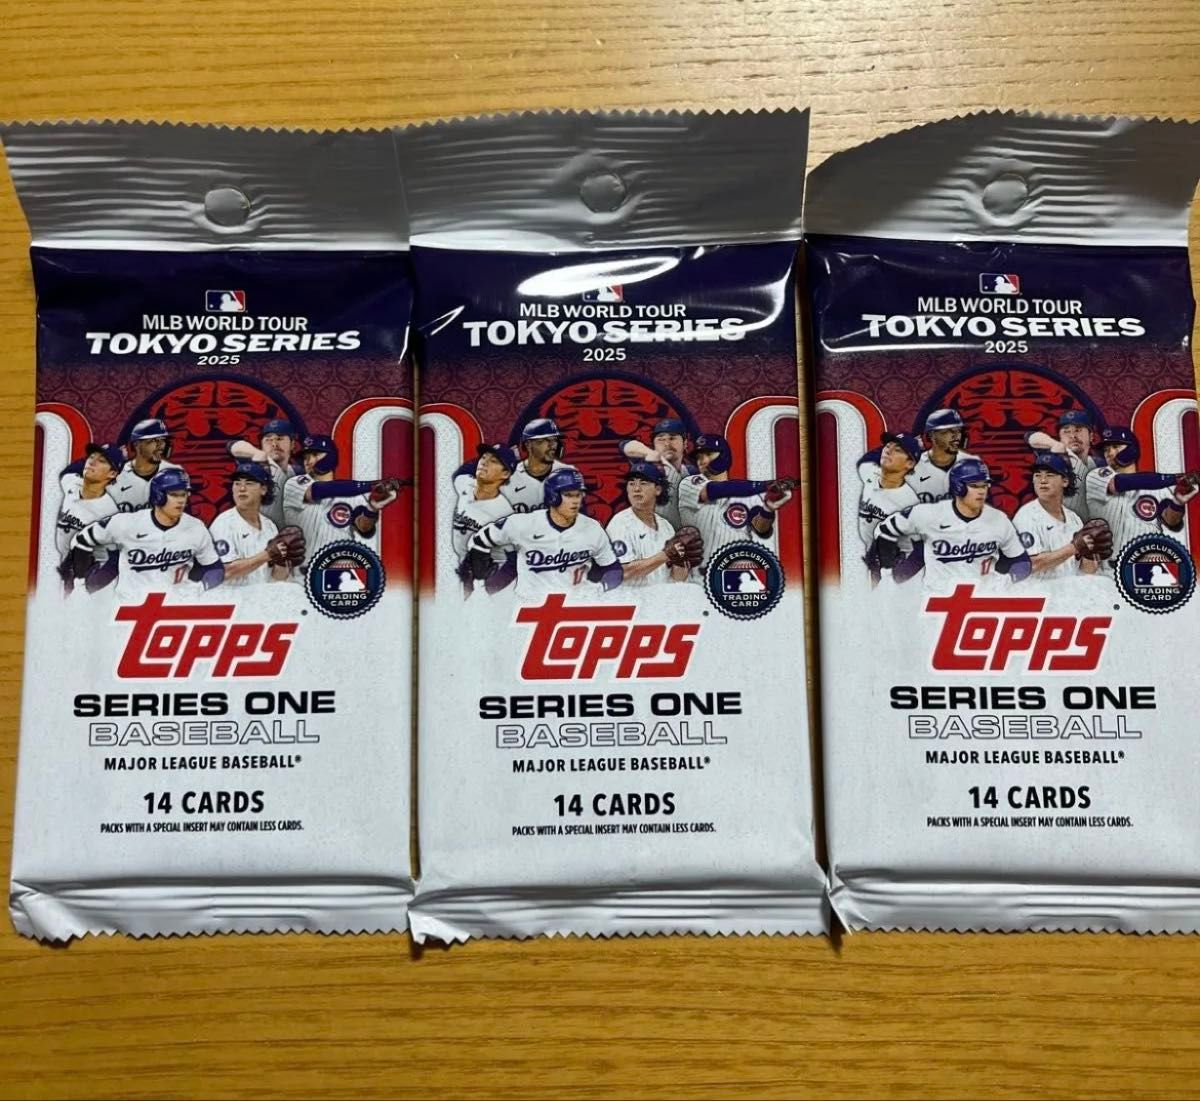 MLB WORLD TOUR
TOKYO SERIES
2025
Dodgers
17
THE EXCLUSIVE
TRADING
CARD
TOPPS
SERIES ONE
BASEBALL
MAJOR LEAGUE BASEBALL®
14 CARDS
PACKS WITH A SPECIAL INSERT MAY CONTAIN LESS CARDS.
MLB WORLD TOUR
TOKYO SERIES
2025
Dodgers
17
THE EXCLUSIVE
TRADING
CARD
TOPPS
SERIES ONE
BASEBALL
MAJOR LEAGUE BASEBALL®
14 CARDS
PACKS WITH A SPECIAL INSERT MAY CONTAIN LESS CARDS.
MLB WORLD TOUR
TOKYO SERIES
2025
Dodgers
17
THE EXCLUSIVE
TRADING
CARD
TOPPS
SERIES ONE
BASEBALL
MAJOR LEAGUE BASEBALL®
14 CARDS
PACKS WITH A SPECIAL INSERT MAY CONTAIN LESS CARDS.